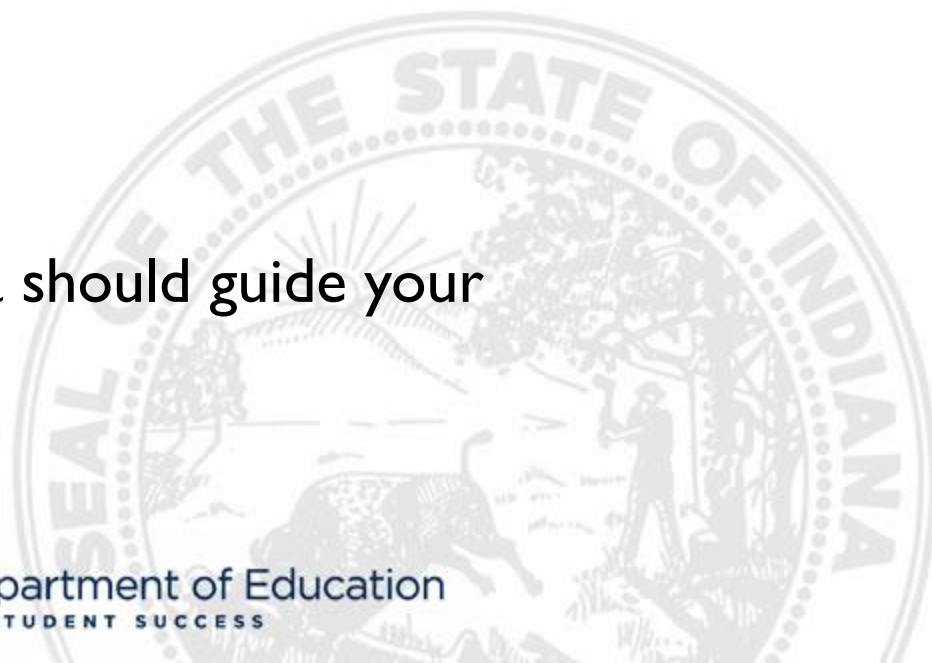 SEAL OF THE STATE OF INDIANA
should guide your
partment of Education
TUDENT SUCCESS